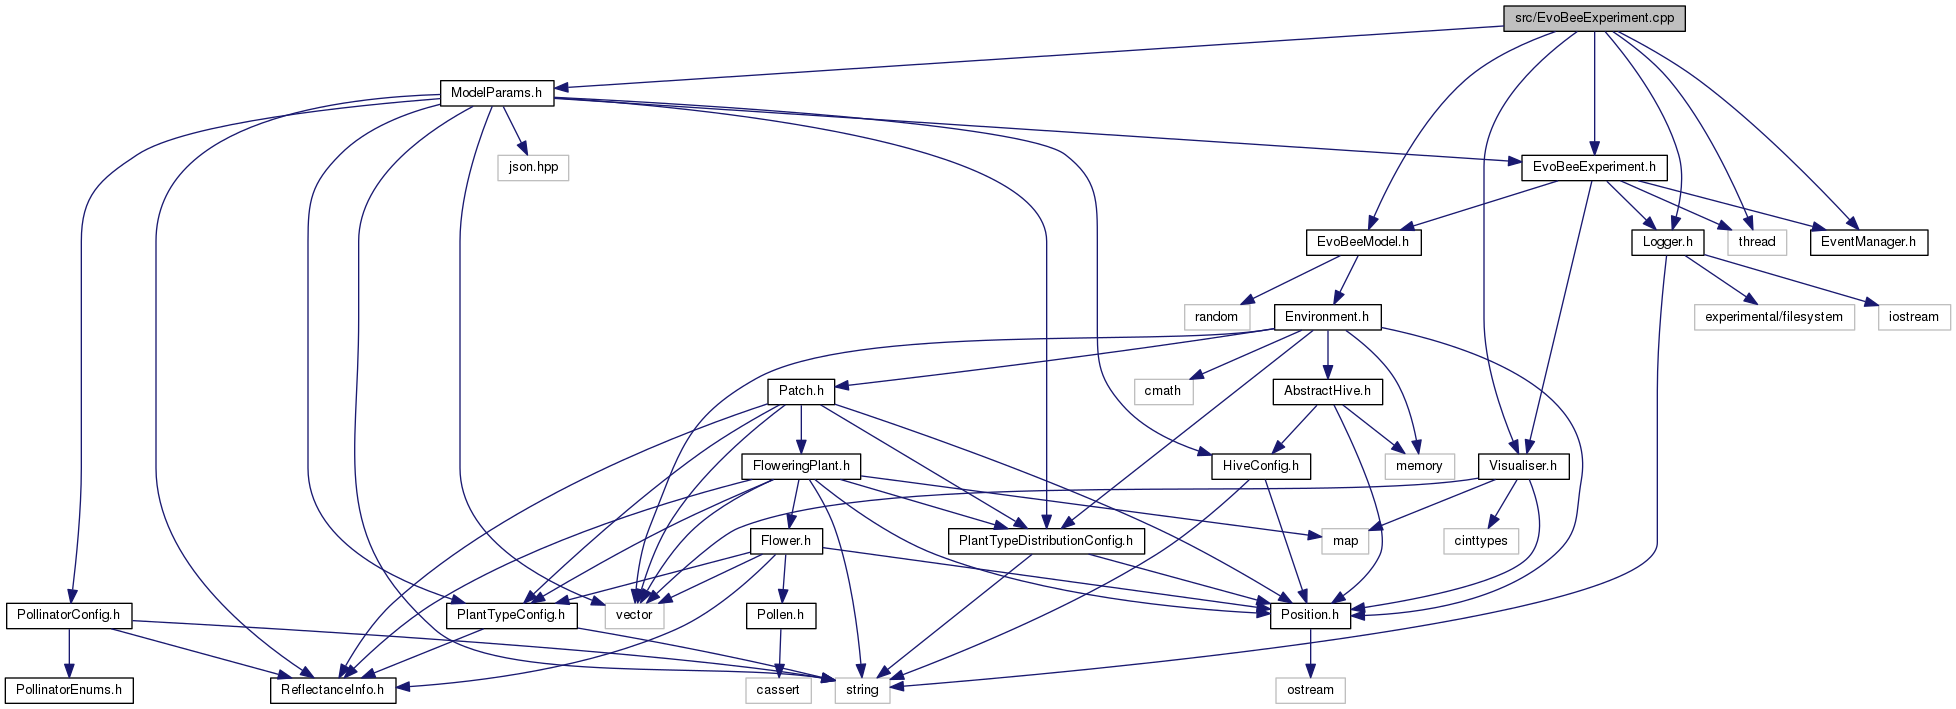 src/EvoBeeExperiment.cpp
ModelParams.h
json.hpp
EvoBeeExperiment.h
EvoBeeModel.h
Logger.h
thread
EventManager.h
random
Environment.h
experimental/filesystem
iostream
Patch.h
cmath
AbstractHive.h
FloweringPlant.h
HiveConfig.h
memory
Visualiser.h
Flower.h
PlantTypeDistributionConfig.h
map
cinttypes
PollinatorConfig.h
PlantTypeConfig.h
vector
Pollen.h
Position.h
PollinatorEnums.h
ReflectanceInfo.h
cassert
string
ostream